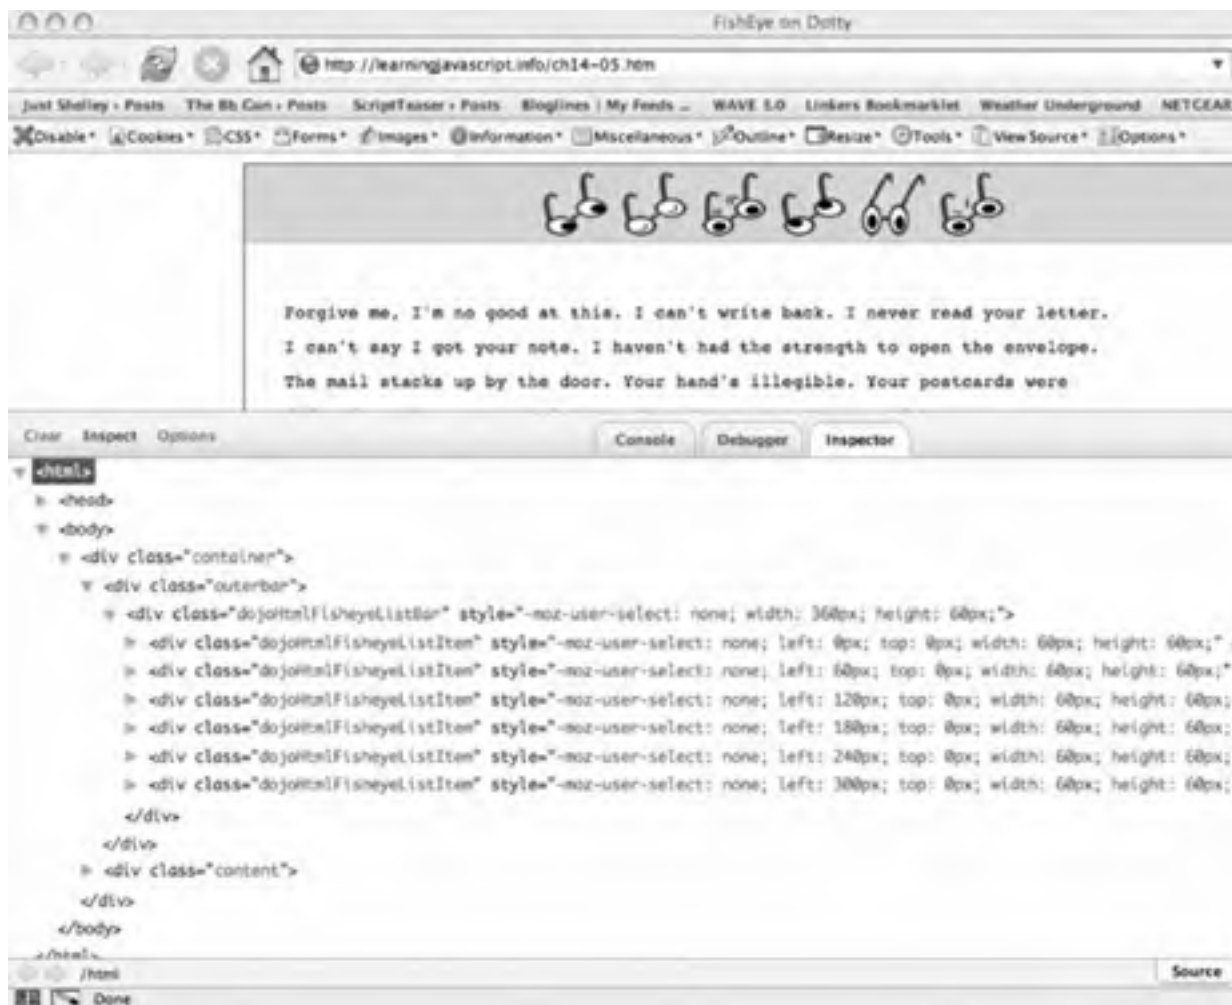 FishEye on Dotty
http://learningjavascript.info/ch14-05.htm
Just Shelley › Posts The Bb Gun › Posts ScriptTeaser › Posts Bloglines | My Feeds ... WAVE 3.0 Linkers Bookmarklet Weather Underground NETGEAR
Disable Cookies CSS Forms Images Information Miscellaneous Outline Resize Tools View Source Options
Forgive me, I'm no good at this. I can't write back. I never read your letter.
I can't say I got your note. I haven't had the strength to open the envelope.
The mail stacks up by the door. Your hand's illegible. Your postcards were
Clear Inspect Options Console Debugger Inspector
<html>
<head>
<body>
<div class="container">
<div class="outerbar">
<div class="dojoHtmlFisheyeListBar" style="-moz-user-select: none; width: 360px; height: 60px;">
<div class="dojoHtmlFisheyeListItem" style="-moz-user-select: none; left: 0px; top: 0px; width: 60px; height: 60px;"
<div class="dojoHtmlFisheyeListItem" style="-moz-user-select: none; left: 60px; top: 0px; width: 60px; height: 60px;"
<div class="dojoHtmlFisheyeListItem" style="-moz-user-select: none; left: 120px; top: 0px; width: 60px; height: 60px;
<div class="dojoHtmlFisheyeListItem" style="-moz-user-select: none; left: 180px; top: 0px; width: 60px; height: 60px;
<div class="dojoHtmlFisheyeListItem" style="-moz-user-select: none; left: 240px; top: 0px; width: 60px; height: 60px;
<div class="dojoHtmlFisheyeListItem" style="-moz-user-select: none; left: 300px; top: 0px; width: 60px; height: 60px;
</div>
</div>
<div class="content">
</div>
</body>
</html>
/html Source
Done